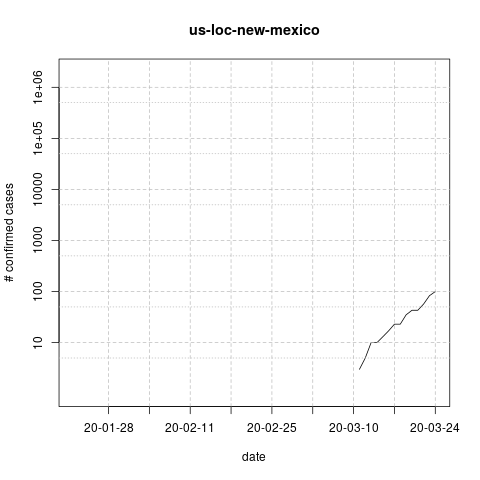 us-loc-new-mexico
# confirmed cases
1e+06
1e+05
10000
1000
100
10
20-01-28
20-02-11
20-02-25
20-03-10
20-03-24
date